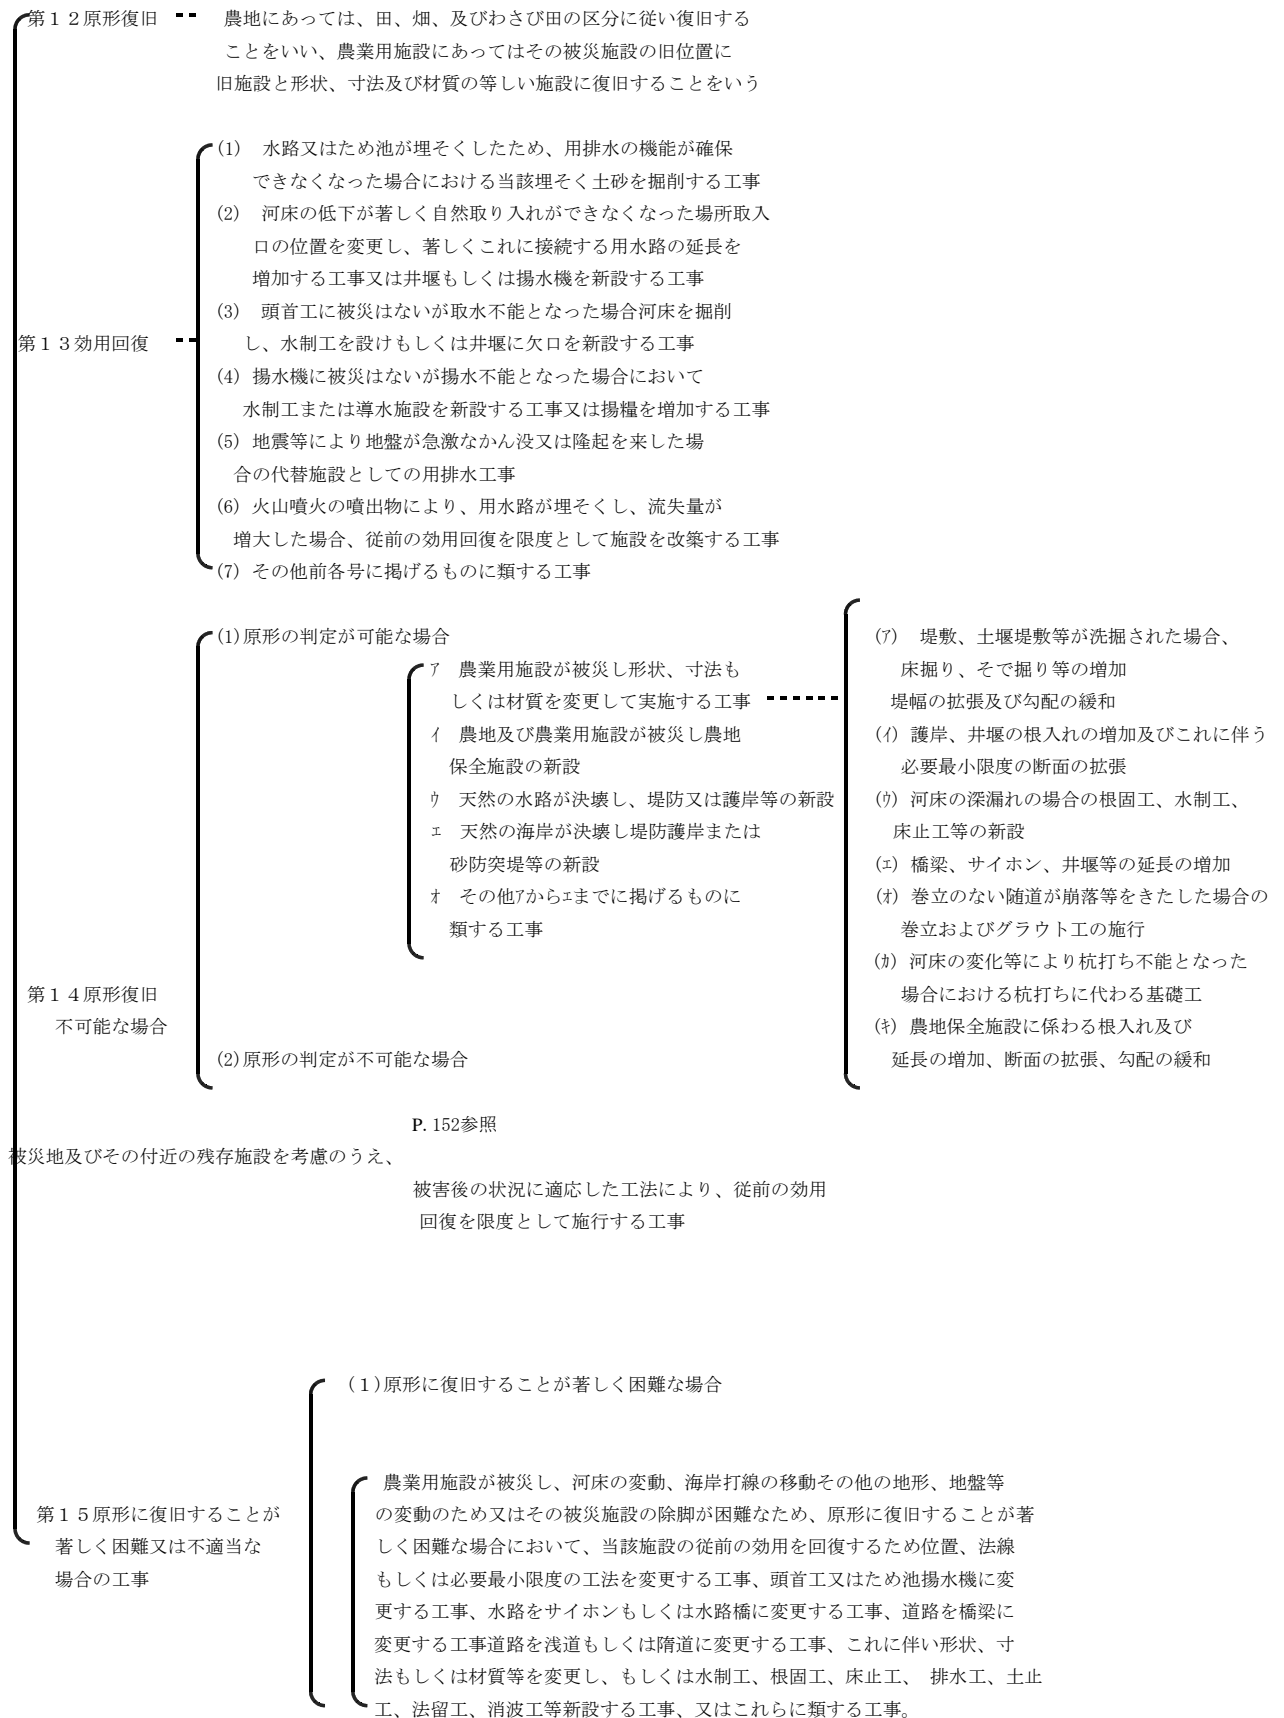 第１２原形復旧 農地にあっては、田、畑、及びわさび田の区分に従い復旧する
ことをいい、農業用施設にあってはその被災施設の旧位置に
旧施設と形状、寸法及び材質の等しい施設に復旧することをいう
第１３効用回復
(1) 水路又はため池が埋そくしたため、用排水の機能が確保
できなくなった場合における当該埋そく土砂を掘削する工事
(2) 河床の低下が著しく自然取り入れができなくなった場所取入
口の位置を変更し、著しくこれに接続する用水路の延長を
増加する工事又は井堰もしくは揚水機を新設する工事
(3) 頭首工に被災はないが取水不能となった場合河床を掘削
し、水制工を設けもしくは井堰に欠口を新設する工事
(4) 揚水機に被災はないが揚水不能となった場合において
水制工または導水施設を新設する工事又は揚糧を増加する工事
(5) 地震等により地盤が急激なかん没又は隆起を来した場
合の代替施設としての用排水工事
(6) 火山噴火の噴出物により、用水路が埋そくし、流失量が
増大した場合、従前の効用回復を限度として施設を改築する工事
(7) その他前各号に掲げるものに類する工事
第１４原形復旧
不可能な場合
(1)原形の判定が可能な場合
ｱ 農業用施設が被災し形状、寸法も
しくは材質を変更して実施する工事
ｲ 農地及び農業用施設が被災し農地
保全施設の新設
ｳ 天然の水路が決壊し、堤防又は護岸等の新設
ｴ 天然の海岸が決壊し堤防護岸または
砂防突堤等の新設
ｵ その他ｱからｴまでに掲げるものに
類する工事
(ｱ) 堤敷、土堰堤敷等が洗掘された場合、
床掘り、そで掘り等の増加
堤幅の拡張及び勾配の緩和
(ｲ) 護岸、井堰の根入れの増加及びこれに伴う
必要最小限度の断面の拡張
(ｳ) 河床の深漏れの場合の根固工、水制工、
床止工等の新設
(ｴ) 橋梁、サイホン、井堰等の延長の増加
(ｵ) 巻立のない随道が崩落等をきたした場合の
巻立およびグラウト工の施行
(ｶ) 河床の変化等により杭打ち不能となった
場合における杭打ちに代わる基礎工
(ｷ) 農地保全施設に係わる根入れ及び
延長の増加、断面の拡張、勾配の緩和
(2)原形の判定が不可能な場合
P. 152参照
被災地及びその付近の残存施設を考慮のうえ、
被害後の状況に適応した工法により、従前の効用
回復を限度として施行する工事
第１５原形に復旧することが
著しく困難又は不適当な
場合の工事
(１)原形に復旧することが著しく困難な場合
農業用施設が被災し、河床の変動、海岸打線の移動その他の地形、地盤等
の変動のため又はその被災施設の除脚が困難なため、原形に復旧することが著
しく困難な場合において、当該施設の従前の効用を回復するため位置、法線
もしくは必要最小限度の工法を変更する工事、頭首工又はため池揚水機に変
更する工事、水路をサイホンもしくは水路橋に変更する工事、道路を橋梁に
変更する工事道路を浅道もしくは隋道に変更する工事、これに伴い形状、寸
法もしくは材質等を変更し、もしくは水制工、根固工、床止工、 排水工、土止
工、法留工、消波工等新設する工事、又はこれらに類する工事。